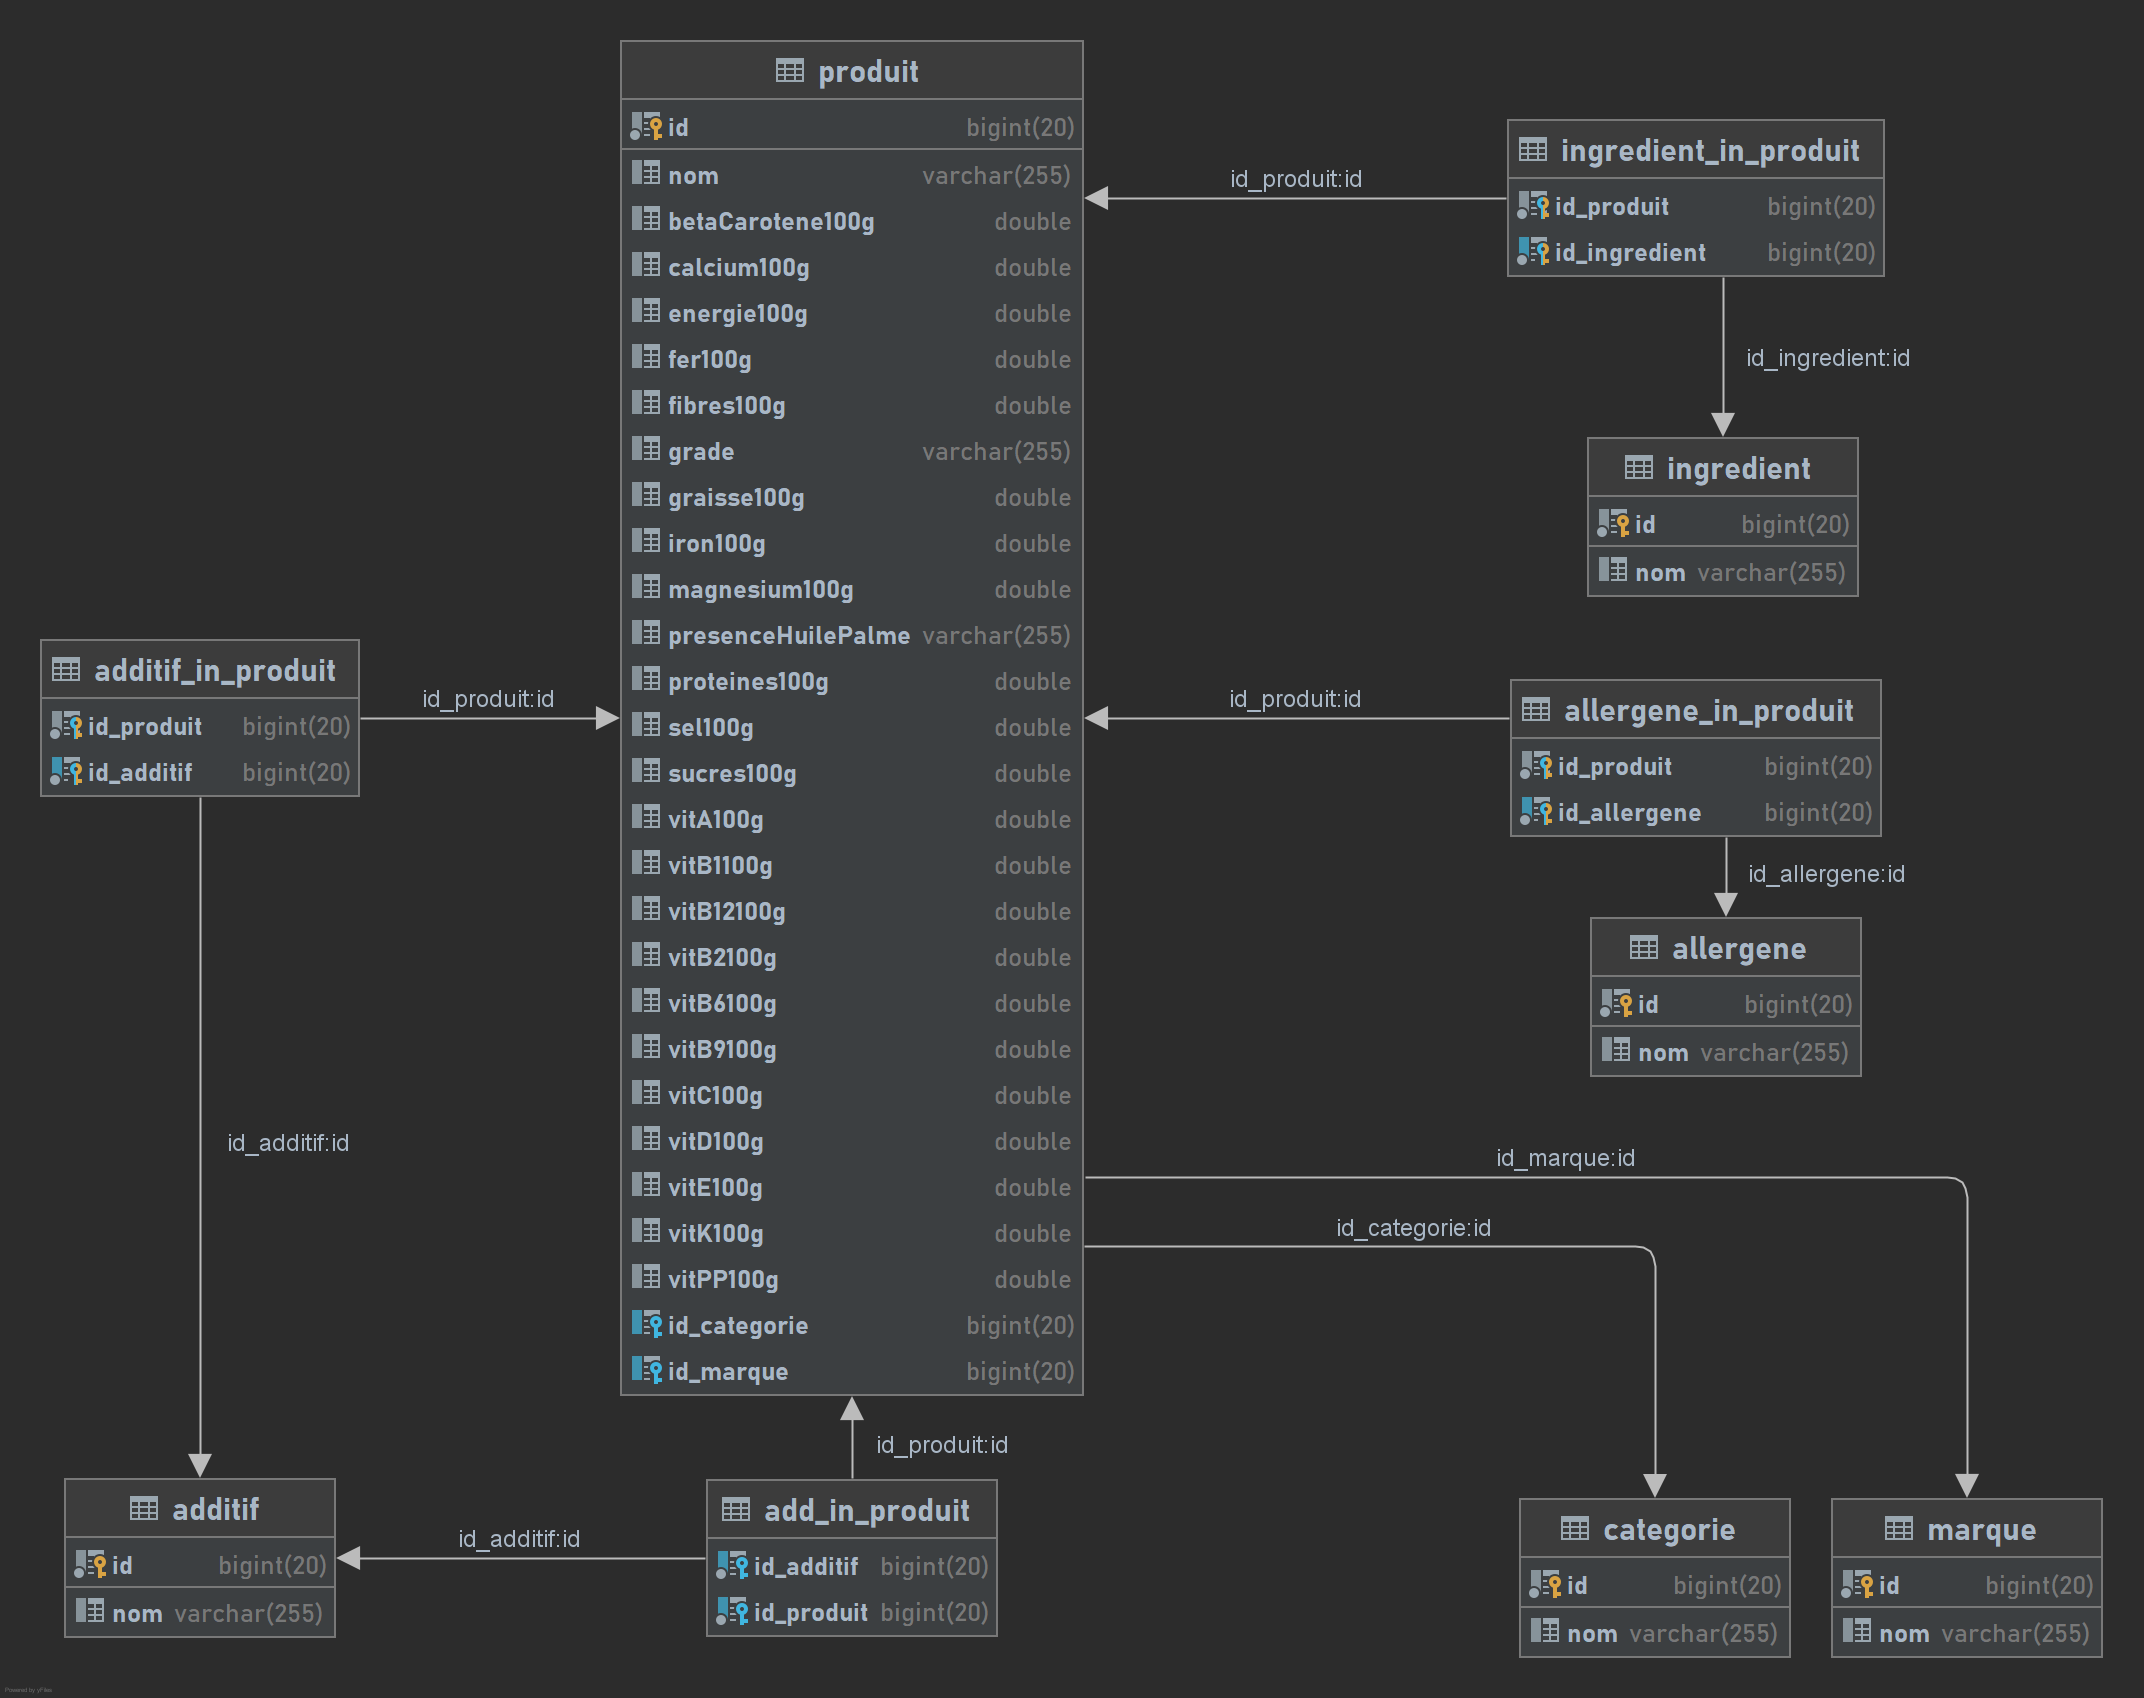 produit
id bigint(20)
nom varchar(255)
betaCarotene100g double
calcium100g double
energie100g double
fer100g double
fibres100g double
grade varchar(255)
graisse100g double
iron100g double
magnesium100g double
presenceHuilePalme varchar(255)
proteines100g double
sel100g double
sucres100g double
vitA100g double
vitB1100g double
vitB12100g double
vitB2100g double
vitB6100g double
vitB9100g double
vitC100g double
vitD100g double
vitE100g double
vitK100g double
vitPP100g double
id_categorie bigint(20)
id_marque bigint(20)
id_produit:id
ingredient_in_produit
id_produit bigint(20)
id_ingredient bigint(20)
id_ingredient:id
ingredient
id bigint(20)
nom varchar(255)
additif_in_produit
id_produit bigint(20)
id_additif bigint(20)
id_produit:id
id_produit:id
allergene_in_produit
id_produit bigint(20)
id_allergene bigint(20)
id_allergene:id
allergene
id bigint(20)
nom varchar(255)
id_additif:id
id_marque:id
id_categorie:id
id_produit:id
additif
id bigint(20)
nom varchar(255)
id_additif:id
add_in_produit
id_additif bigint(20)
id_produit bigint(20)
categorie
id bigint(20)
nom varchar(255)
marque
id bigint(20)
nom varchar(255)
Powered by yFiles